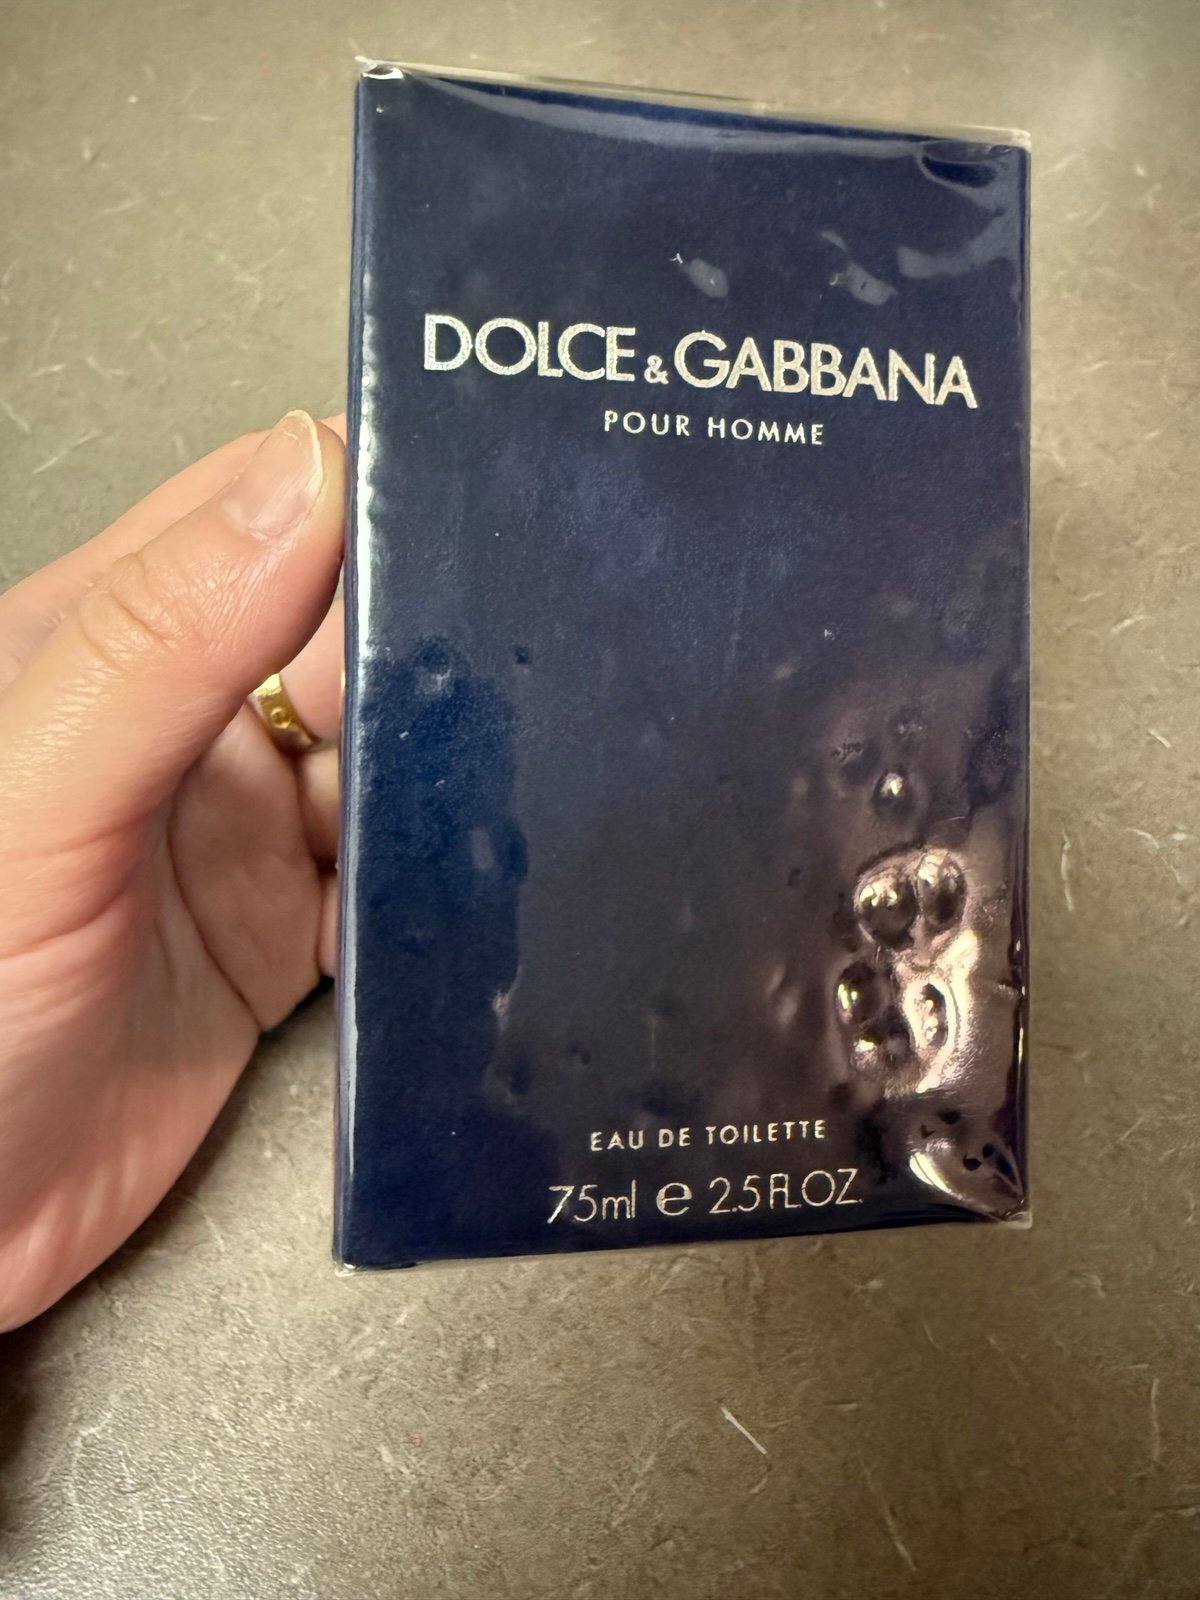 DOLCE & GABBANA
POUR HOMME
EAU DE TOILETTE
75ml e 2.5 FL.OZ.